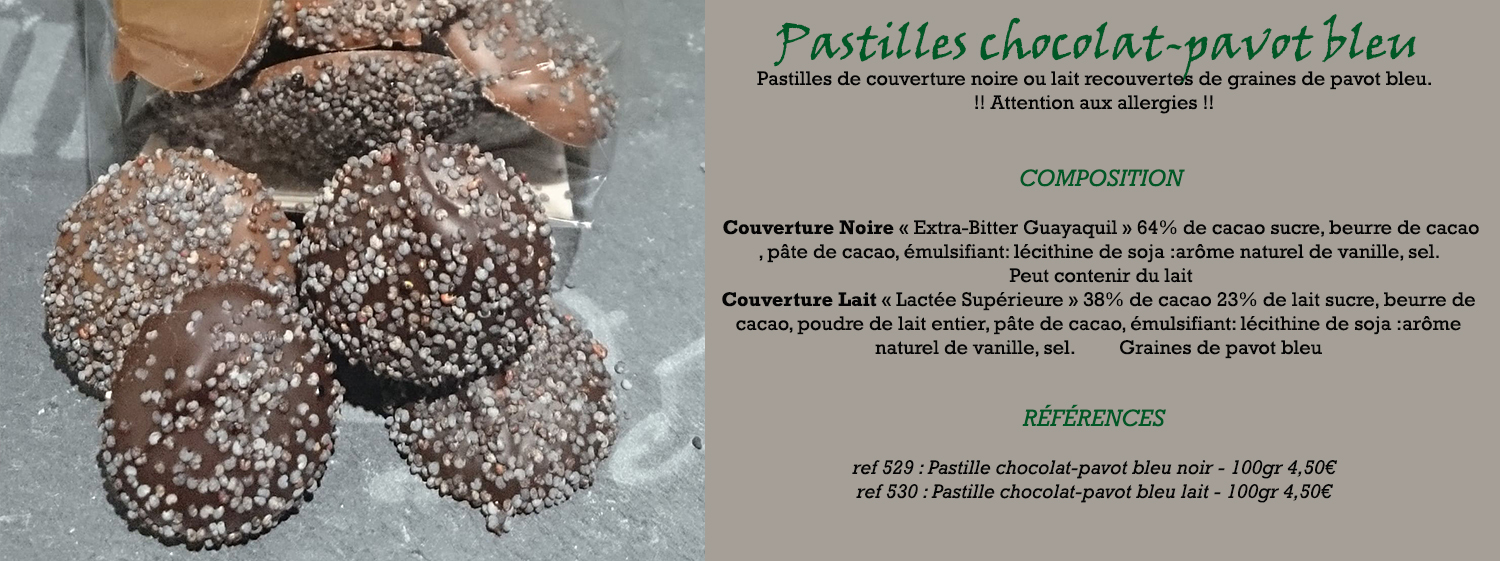 Pastilles chocolat-pavot bleu
Pastilles de couverture noire ou lait recouvertes de graines de pavot bleu.
!! Attention aux allergies !!
COMPOSITION
Couverture Noire « Extra-Bitter Guayaquil » 64% de cacao sucre, beurre de cacao
, pâte de cacao, émulsifiant: lécithine de soja :arôme naturel de vanille, sel.
Peut contenir du lait
Couverture Lait « Lactée Supérieure » 38% de cacao 23% de lait sucre, beurre de
cacao, poudre de lait entier, pâte de cacao, émulsifiant: lécithine de soja :arôme
naturel de vanille, sel. Graines de pavot bleu
RÉFÉRENCES
ref 529 : Pastille chocolat-pavot bleu noir - 100gr 4,50€
ref 530 : Pastille chocolat-pavot bleu lait - 100gr 4,50€